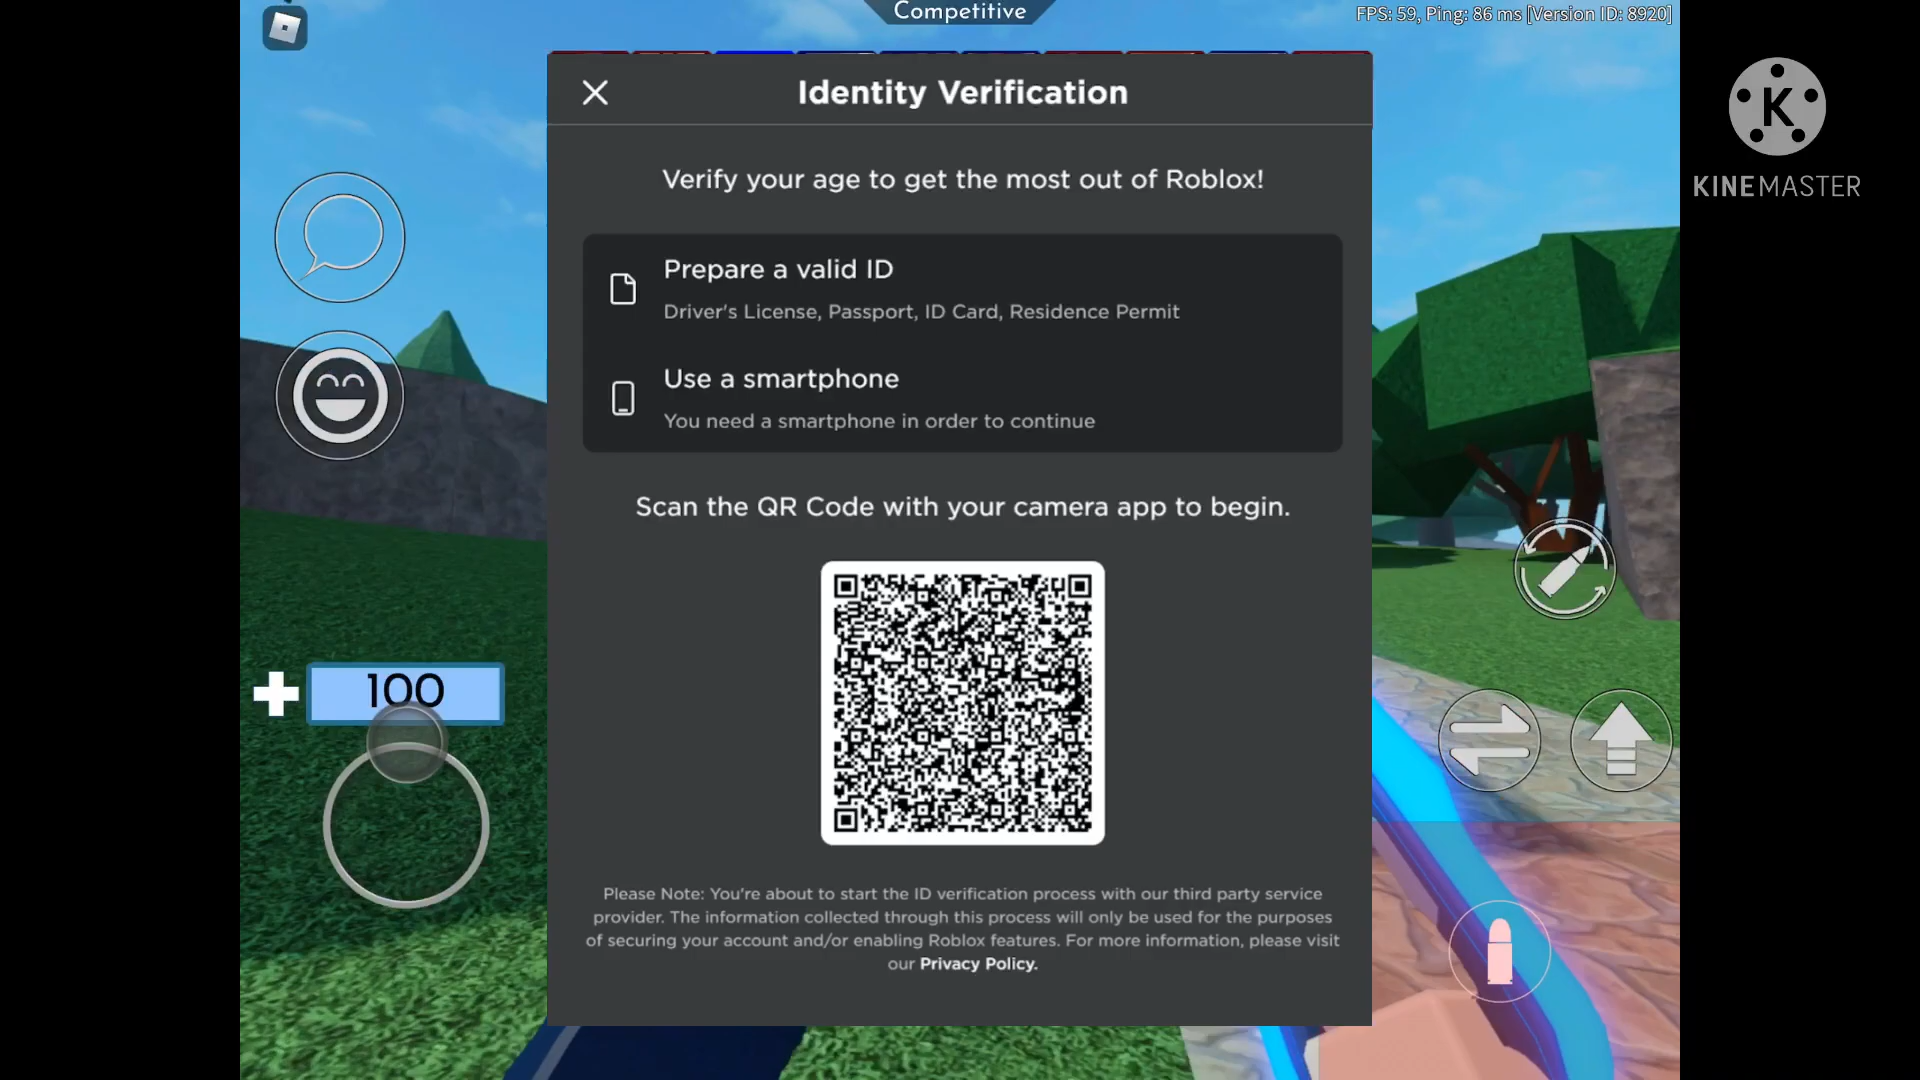 Competitive
FPS: 59, Ping: 86 ms [Version ID: 8920]
K
KINEMASTER
Identity Verification
Verify your age to get the most out of Roblox!
Prepare a valid ID
Driver's License, Passport, ID Card, Residence Permit
Use a smartphone
You need a smartphone in order to continue
Scan the QR Code with your camera app to begin.
100
Please Note: You're about to start the ID verification process with our third party service
provider. The information collected through this process will only be used for the purposes
of securing your account and/or enabling Roblox features. For more information, please visit
our Privacy Policy.